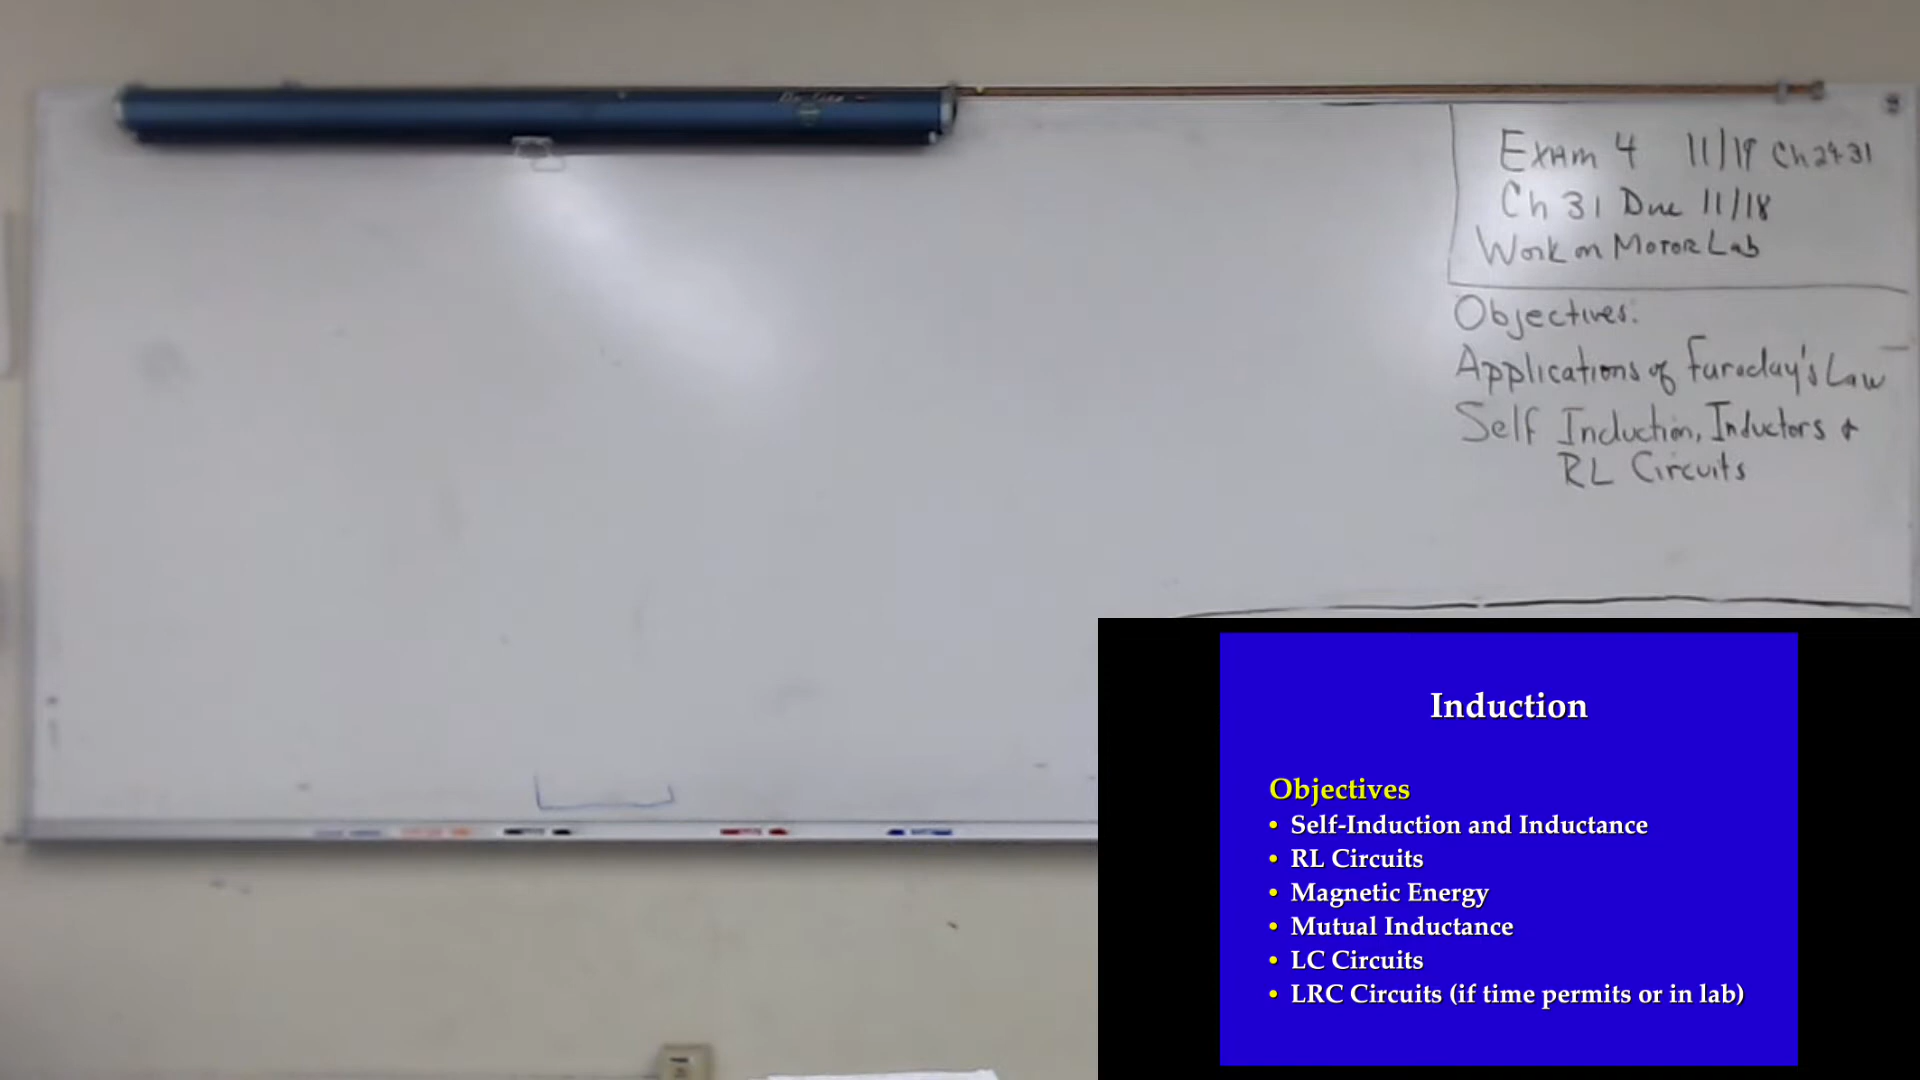 Exam 4 11/19 Ch 29-31
Ch 31 Due 11/18
Work on Motor Lab
Objectives:
Applications of Faraday's Law
Self Induction, Inductors &
RL Circuits
Induction
Objectives
• Self-Induction and Inductance
• RL Circuits
• Magnetic Energy
• Mutual Inductance
• LC Circuits
• LRC Circuits (if time permits or in lab)